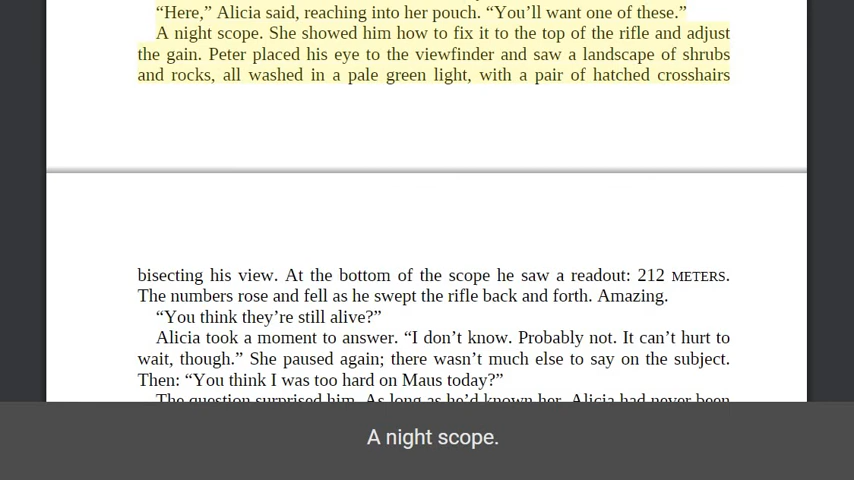 “Here,” Alicia said, reaching into her pouch. “You’ll want one of these.”
A night scope. She showed him how to fix it to the top of the rifle and adjust
the gain. Peter placed his eye to the viewfinder and saw a landscape of shrubs
and rocks, all washed in a pale green light, with a pair of hatched crosshairs
bisecting his view. At the bottom of the scope he saw a readout: 212 METERS.
The numbers rose and fell as he swept the rifle back and forth. Amazing.
“You think they’re still alive?”
Alicia took a moment to answer. “I don’t know. Probably not. It can’t hurt to
wait, though.” She paused again; there wasn’t much else to say on the subject.
Then: “You think I was too hard on Maus today?”
The question surprised him. As long as he’d known her, Alicia had never been
A night scope.